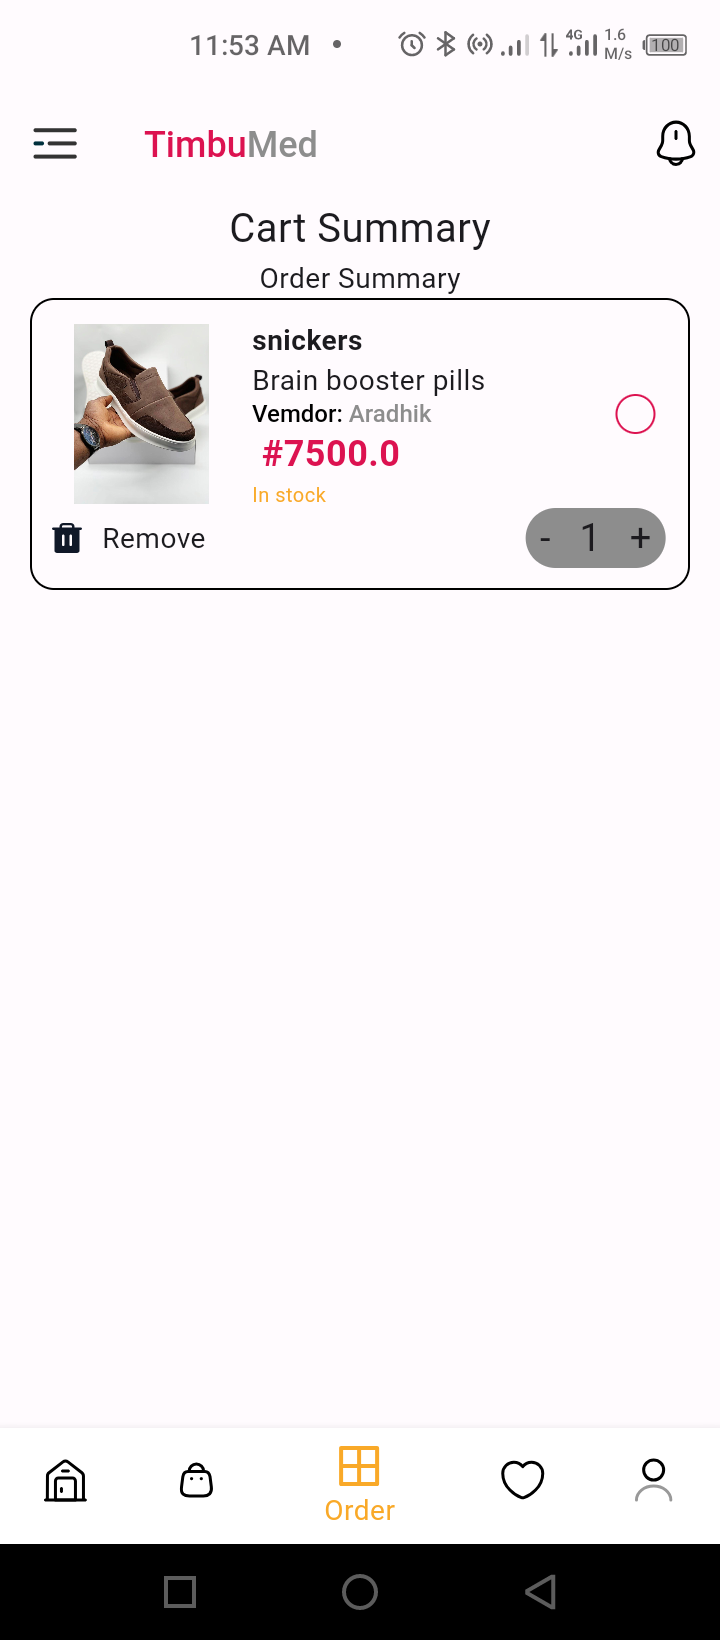 11:53 AM •
4G 1.6 M/s 100
TimbuMed
Cart Summary
Order Summary
snickers
Brain booster pills
Vemdor: Aradhik
#7500.0
In stock
Remove
- 1 +
Order